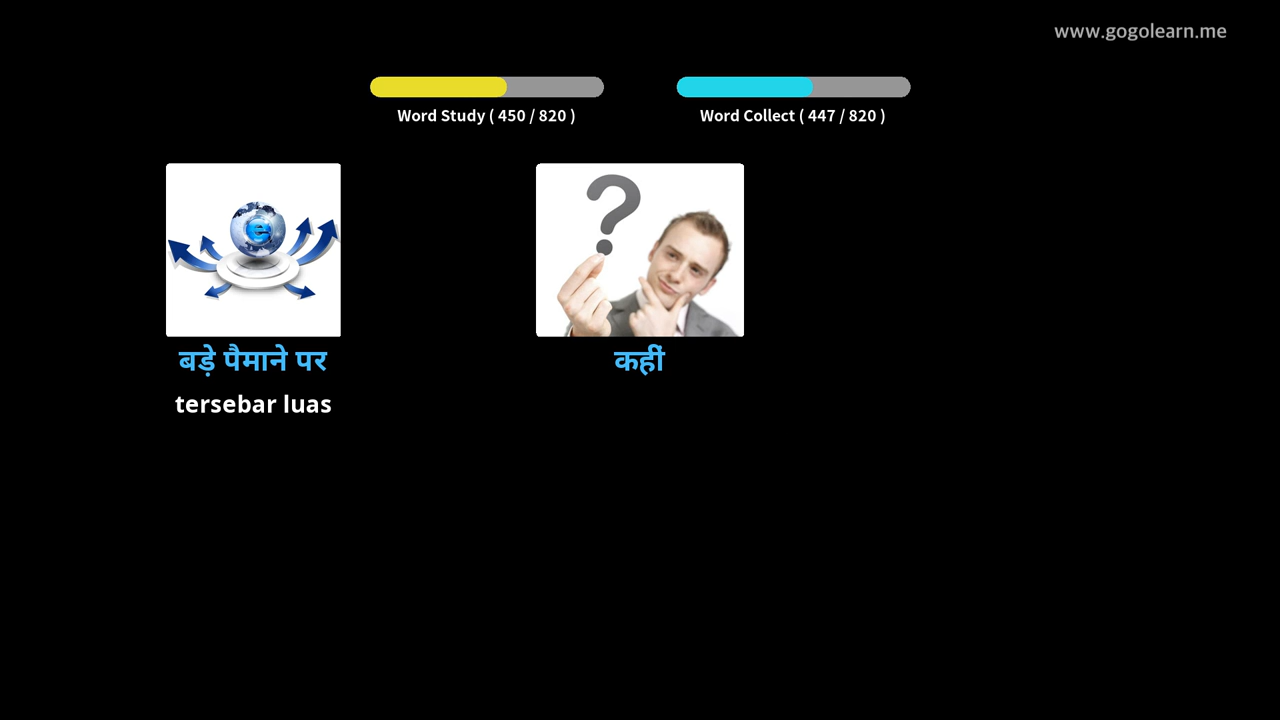 www.gogolearn.me
Word Study ( 450 / 820 )
Word Collect ( 447 / 820 )
बड़े पैमाने पर
कहीं
tersebar luas